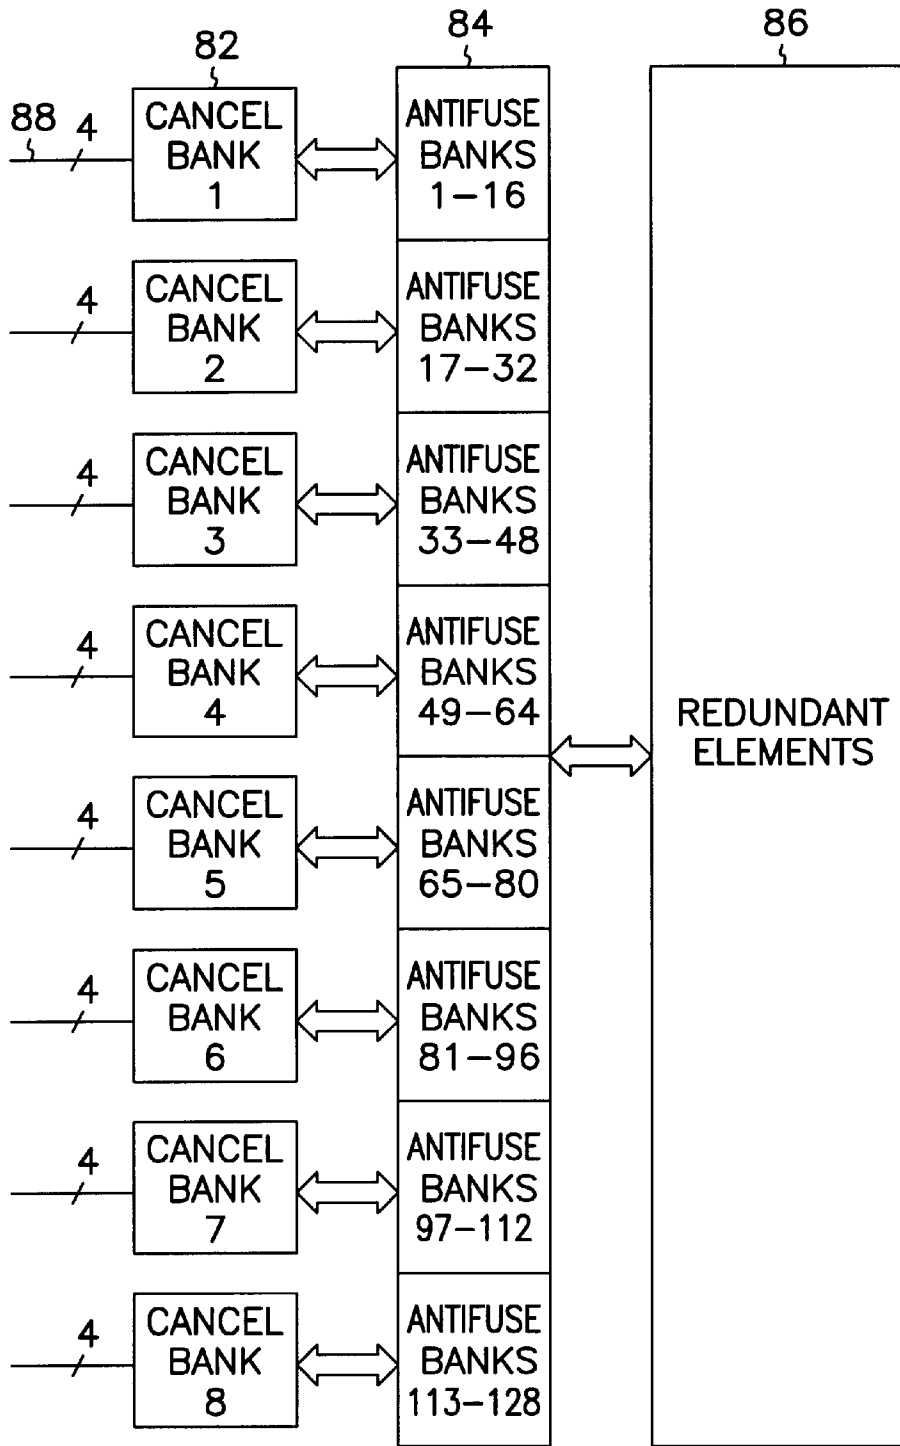 82
84
86
88
4
CANCEL
BANK
1
ANTIFUSE
BANKS
1-16
4
CANCEL
BANK
2
ANTIFUSE
BANKS
17-32
4
CANCEL
BANK
3
ANTIFUSE
BANKS
33-48
4
CANCEL
BANK
4
ANTIFUSE
BANKS
49-64
REDUNDANT
ELEMENTS
4
CANCEL
BANK
5
ANTIFUSE
BANKS
65-80
4
CANCEL
BANK
6
ANTIFUSE
BANKS
81-96
4
CANCEL
BANK
7
ANTIFUSE
BANKS
97-112
4
CANCEL
BANK
8
ANTIFUSE
BANKS
113-128